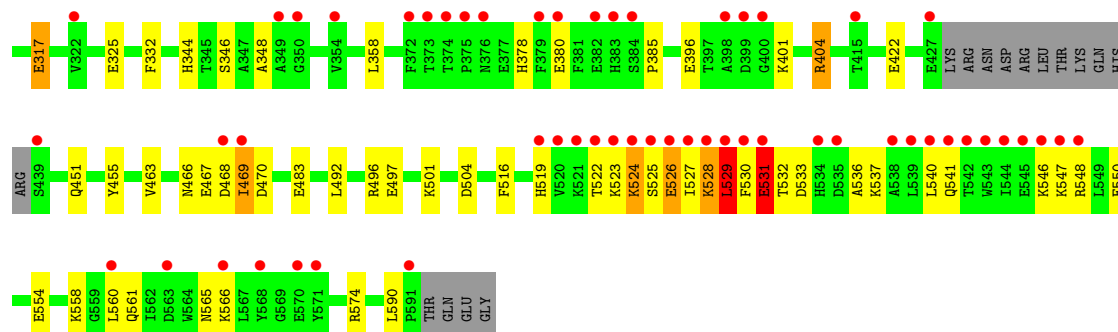 E317 V322 E325 F332 H344 T345 S346 A347 A348 A349 G350 V354 L358 F372 T373 T374 P375 N376 E377 H378 F379 E380 F381 E382 H383 S384 P385 E396 T397 A398 D399 G400 K401 R404 T415 E422 E427 LYS ARG ASN ASP ARG LEU THR LYS GLN HIS
ARG S439 Q451 Y455 V463 N466 E467 D468 I469 D470 E483 L492 R496 E497 K501 D504 F516 H519 V520 K521 T522 K523 K524 S525 E526 I527 K528 L529 F530 E531 T532 D533 H534 D535 A536 K537 A538 L539 L540 Q541 T542 W543 I544 E545 K546 K547 R548 L549
E554 K558 G559 L560 Q561 I562 D563 W564 N565 K566 L567 Y568 G569 E570 Y571 R574 L590 P591 THR GLN GLU GLY